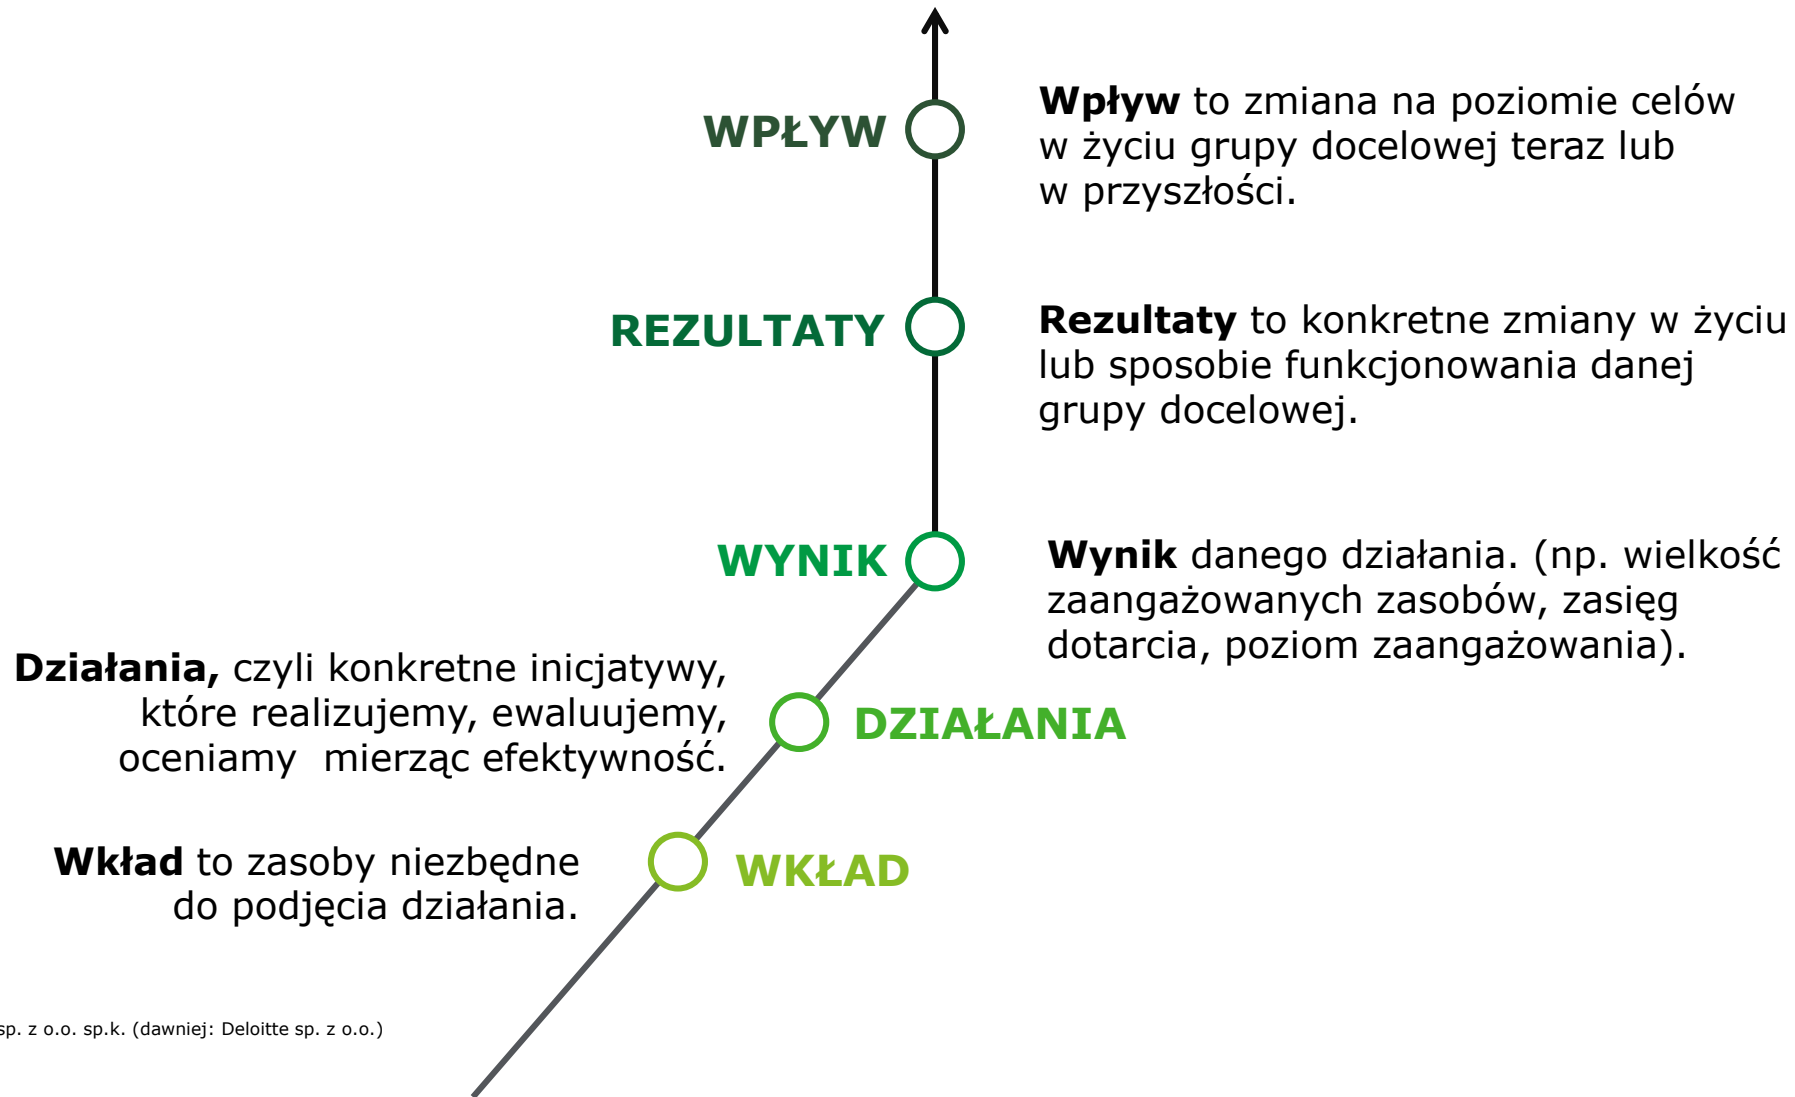 WPŁYW
Wpływ to zmiana na poziomie celów
w życiu grupy docelowej teraz lub
w przyszłości.
REZULTATY
Rezultaty to konkretne zmiany w życiu
lub sposobie funkcjonowania danej
grupy docelowej.
WYNIK
Wynik danego działania. (np. wielkość
zaangażowanych zasobów, zasięg
dotarcia, poziom zaangażowania).
Działania, czyli konkretne inicjatywy,
które realizujemy, ewaluujemy,
oceniamy  mierząc efektywność.
DZIAŁANIA
Wkład to zasoby niezbędne
do podjęcia działania.
WKŁAD
sp. z o.o. sp.k. (dawniej: Deloitte sp. z o.o.)